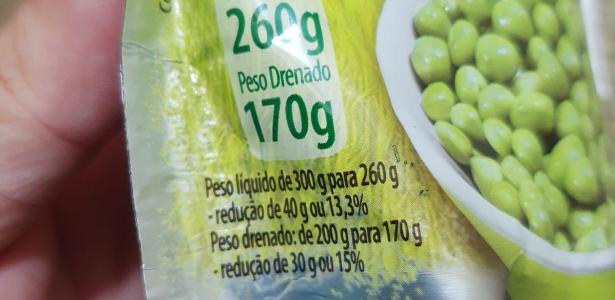 260g
Peso Drenado
170g
Peso líquido de 300 g para 260 g
- redução de 40 g ou 13,3%
Peso drenado: de 200 g para 170 g
- redução de 30 g ou 15%